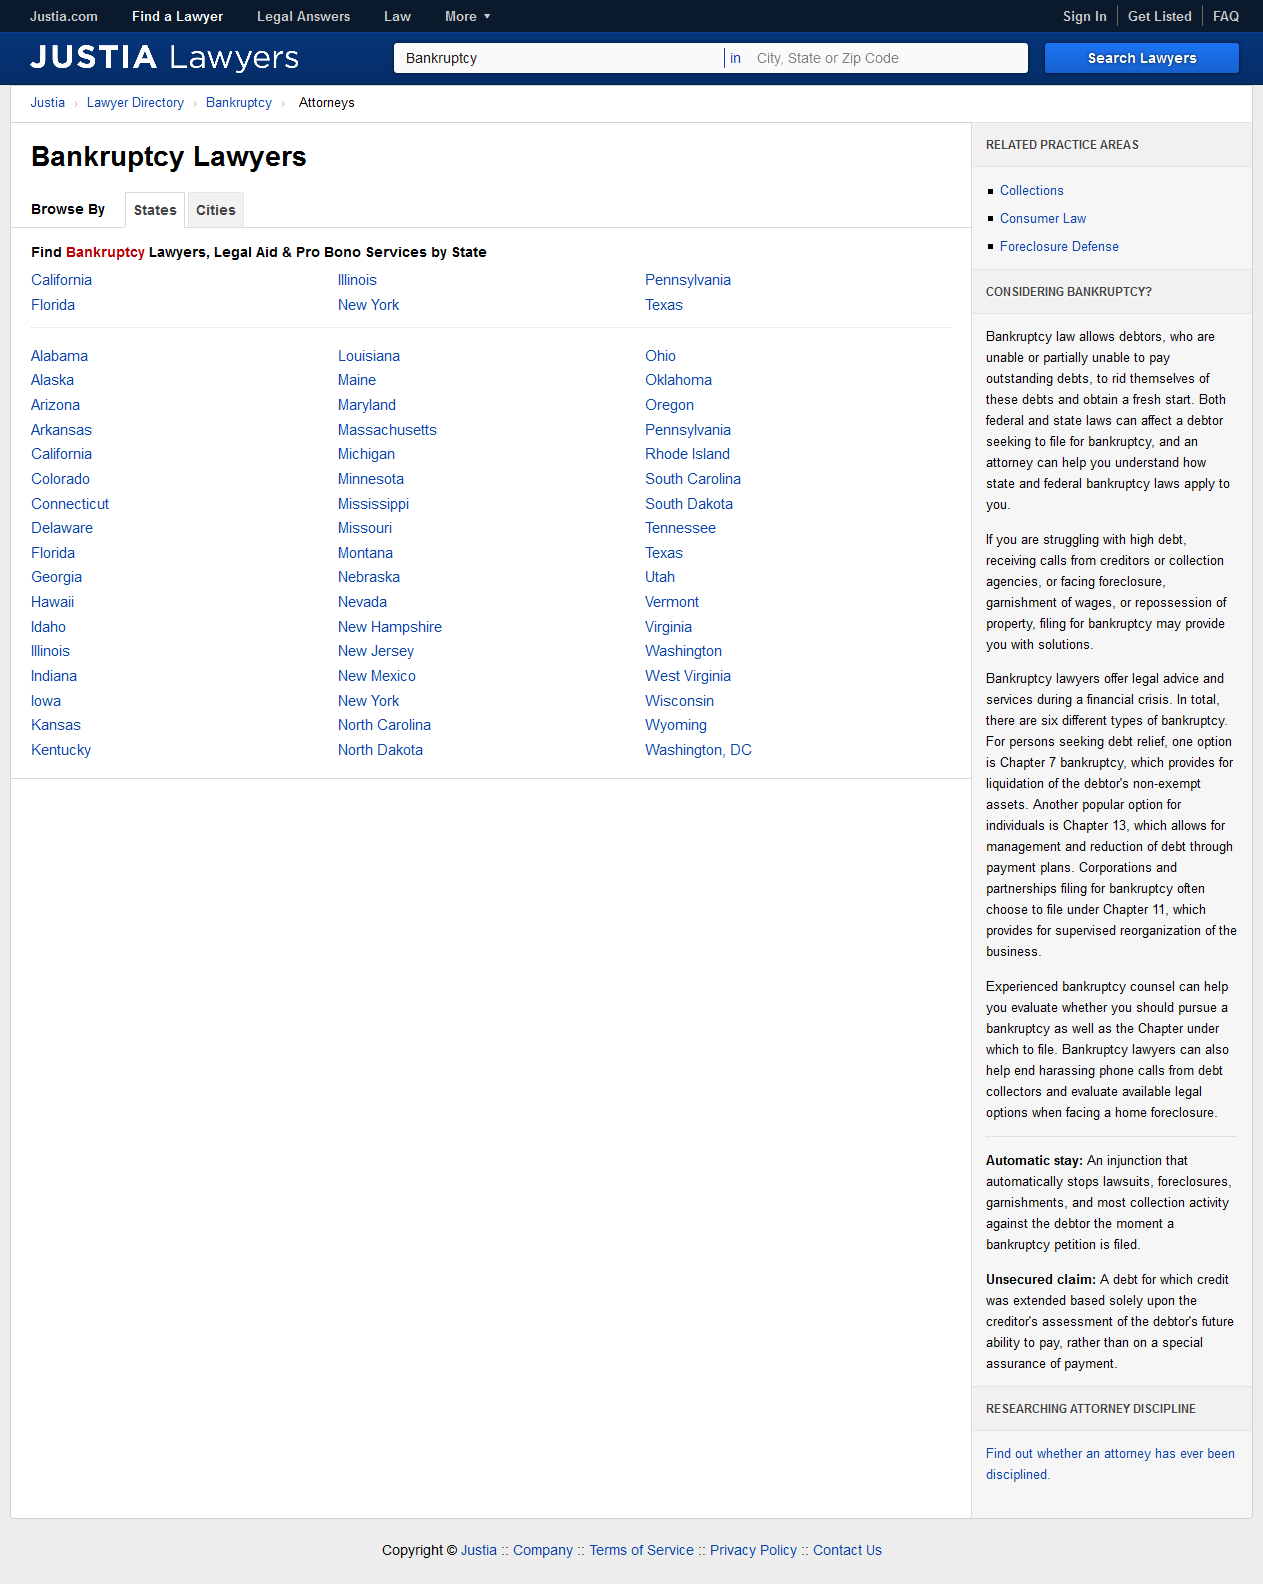 Justia.com Find a Lawyer Legal Answers Law More ▼ Sign In Get Listed FAQ
JUSTIA Lawyers Bankruptcy in City, State or Zip Code Search Lawyers
Justia › Lawyer Directory › Bankruptcy › Attorneys
Bankruptcy Lawyers
Browse By States Cities
Find Bankruptcy Lawyers, Legal Aid & Pro Bono Services by State
California Illinois Pennsylvania
Florida New York Texas
Alabama Louisiana Ohio
Alaska Maine Oklahoma
Arizona Maryland Oregon
Arkansas Massachusetts Pennsylvania
California Michigan Rhode Island
Colorado Minnesota South Carolina
Connecticut Mississippi South Dakota
Delaware Missouri Tennessee
Florida Montana Texas
Georgia Nebraska Utah
Hawaii Nevada Vermont
Idaho New Hampshire Virginia
Illinois New Jersey Washington
Indiana New Mexico West Virginia
Iowa New York Wisconsin
Kansas North Carolina Wyoming
Kentucky North Dakota Washington, DC
RELATED PRACTICE AREAS
Collections
Consumer Law
Foreclosure Defense
CONSIDERING BANKRUPTCY?
Bankruptcy law allows debtors, who are
unable or partially unable to pay
outstanding debts, to rid themselves of
these debts and obtain a fresh start. Both
federal and state laws can affect a debtor
seeking to file for bankruptcy, and an
attorney can help you understand how
state and federal bankruptcy laws apply to
you.
If you are struggling with high debt,
receiving calls from creditors or collection
agencies, or facing foreclosure,
garnishment of wages, or repossession of
property, filing for bankruptcy may provide
you with solutions.
Bankruptcy lawyers offer legal advice and
services during a financial crisis. In total,
there are six different types of bankruptcy.
For persons seeking debt relief, one option
is Chapter 7 bankruptcy, which provides for
liquidation of the debtor's non-exempt
assets. Another popular option for
individuals is Chapter 13, which allows for
management and reduction of debt through
payment plans. Corporations and
partnerships filing for bankruptcy often
choose to file under Chapter 11, which
provides for supervised reorganization of the
business.
Experienced bankruptcy counsel can help
you evaluate whether you should pursue a
bankruptcy as well as the Chapter under
which to file. Bankruptcy lawyers can also
help end harassing phone calls from debt
collectors and evaluate available legal
options when facing a home foreclosure.
Automatic stay: An injunction that
automatically stops lawsuits, foreclosures,
garnishments, and most collection activity
against the debtor the moment a
bankruptcy petition is filed.
Unsecured claim: A debt for which credit
was extended based solely upon the
creditor's assessment of the debtor's future
ability to pay, rather than on a special
assurance of payment.
RESEARCHING ATTORNEY DISCIPLINE
Find out whether an attorney has ever been
disciplined.
Copyright © Justia :: Company :: Terms of Service :: Privacy Policy :: Contact Us